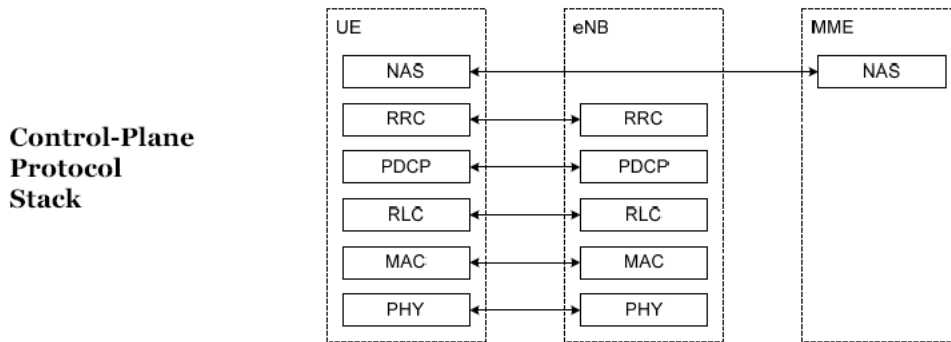 Control-Plane
Protocol
Stack
UE eNB MME
NAS NAS
RRC RRC
PDCP PDCP
RLC RLC
MAC MAC
PHY PHY